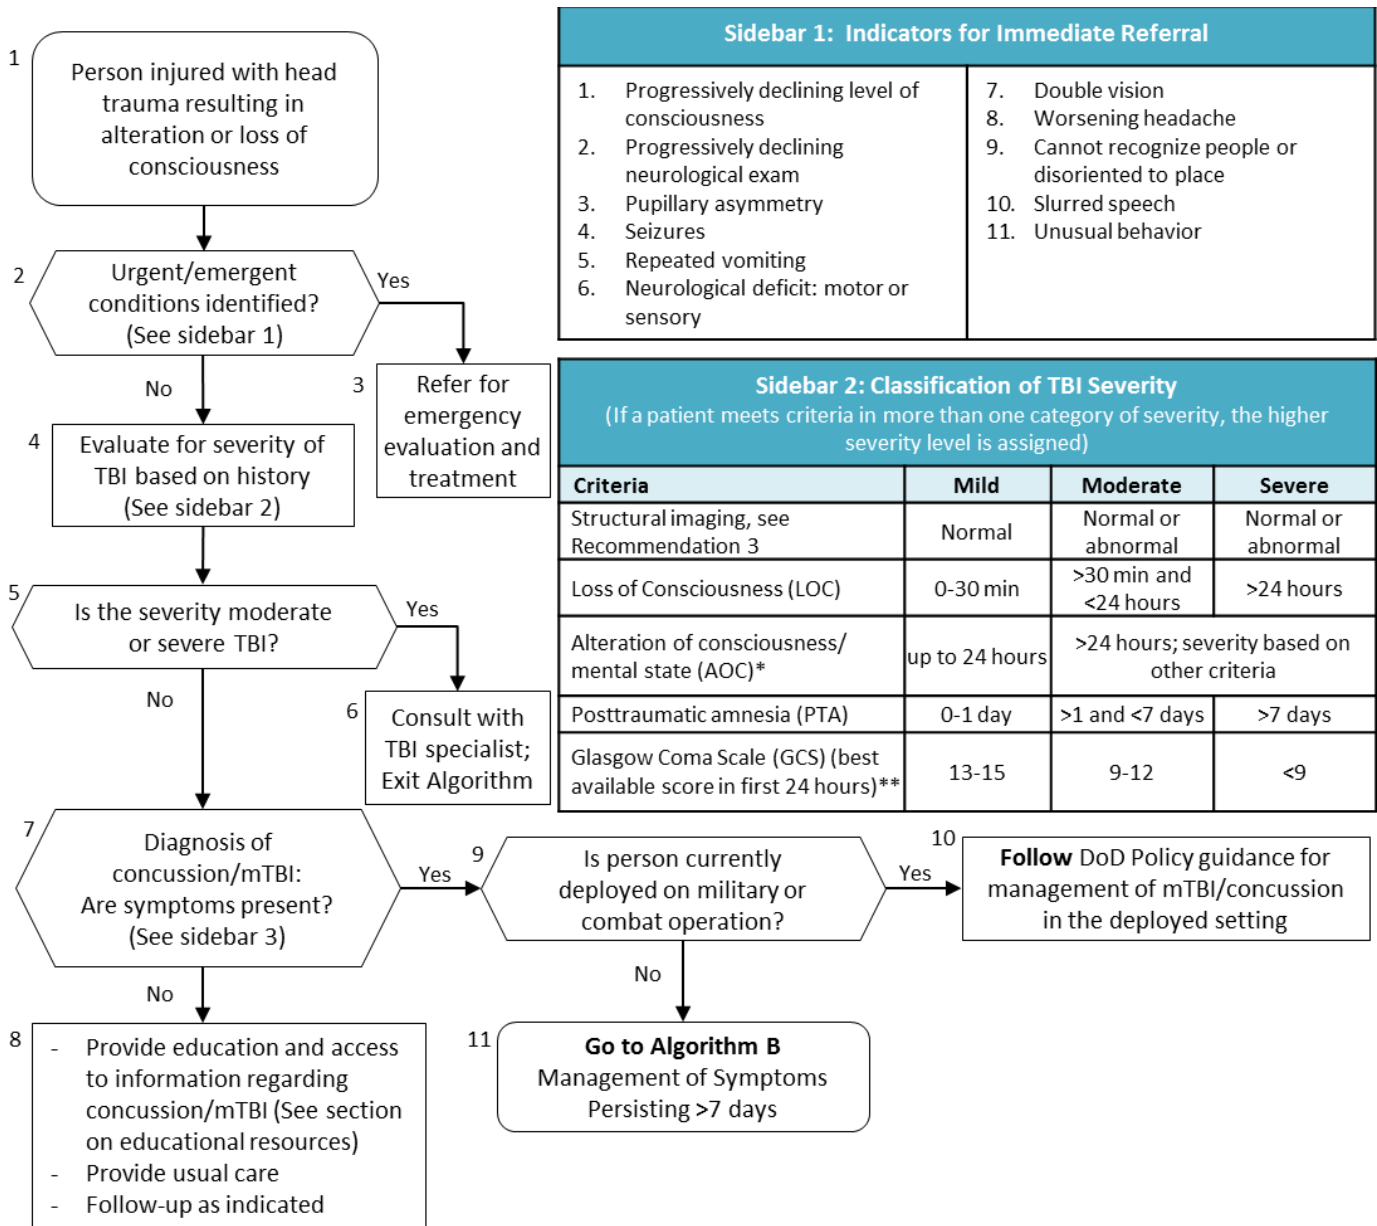 1
Person injured with head
trauma resulting in
alteration or loss of
consciousness
2
Urgent/emergent
conditions identified?
(See sidebar 1)
Yes
No
3
Refer for
emergency
evaluation and
treatment
4
Evaluate for severity of
TBI based on history
(See sidebar 2)
5
Is the severity moderate
or severe TBI?
Yes
No
6
Consult with
TBI specialist;
Exit Algorithm
7
Diagnosis of
concussion/mTBI:
Are symptoms present?
(See sidebar 3)
Yes
No
8
- Provide education and access
to information regarding
concussion/mTBI (See section
on educational resources)
- Provide usual care
- Follow-up as indicated
9
Is person currently
deployed on military or
combat operation?
Yes
No
10
Follow DoD Policy guidance for
management of mTBI/concussion
in the deployed setting
11
Go to Algorithm B
Management of Symptoms
Persisting >7 days
Sidebar 1: Indicators for Immediate Referral
1. Progressively declining level of
consciousness
2. Progressively declining
neurological exam
3. Pupillary asymmetry
4. Seizures
5. Repeated vomiting
6. Neurological deficit: motor or
sensory
7. Double vision
8. Worsening headache
9. Cannot recognize people or
disoriented to place
10. Slurred speech
11. Unusual behavior
Sidebar 2: Classification of TBI Severity
(If a patient meets criteria in more than one category of severity, the higher
severity level is assigned)
Criteria Mild Moderate Severe
Structural imaging, see
Recommendation 3
Normal
Normal or
abnormal
Normal or
abnormal
Loss of Consciousness (LOC)
0-30 min
>30 min and
<24 hours
>24 hours
Alteration of consciousness/
mental state (AOC)*
up to 24 hours
>24 hours; severity based on
other criteria
Posttraumatic amnesia (PTA) 0-1 day >1 and <7 days >7 days
Glasgow Coma Scale (GCS) (best
available score in first 24 hours)**
13-15
9-12
<9